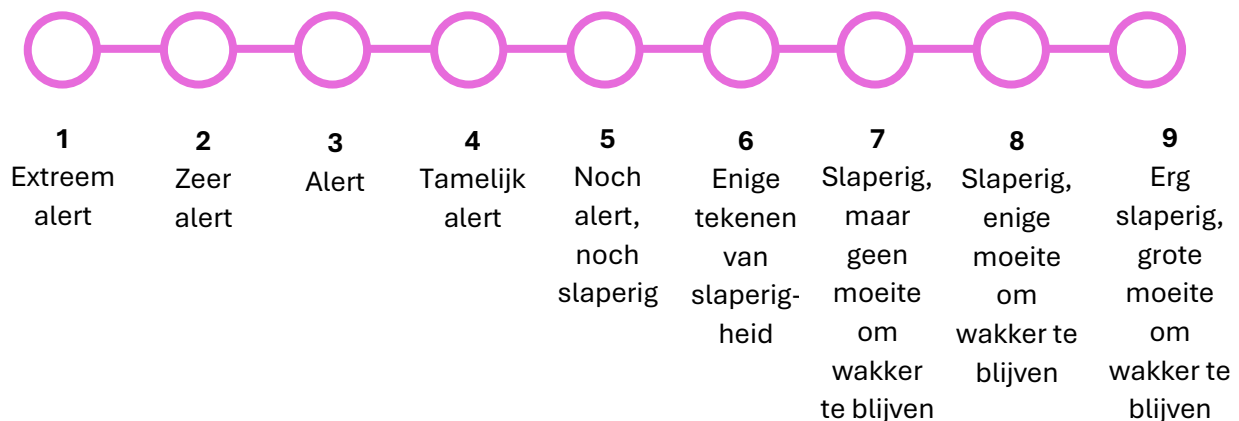 1
Extreem
alert
2
Zeer
alert
3
Alert
4
Tamelijk
alert
5
Noch
alert,
noch
slaperig
6
Enige
tekenen
van
slaperig-
heid
7
Slaperig,
maar
geen
moeite
om
wakker
te blijven
8
Slaperig,
enige
moeite
om
wakker te
blijven
9
Erg
slaperig,
grote
moeite
om
wakker te
blijven